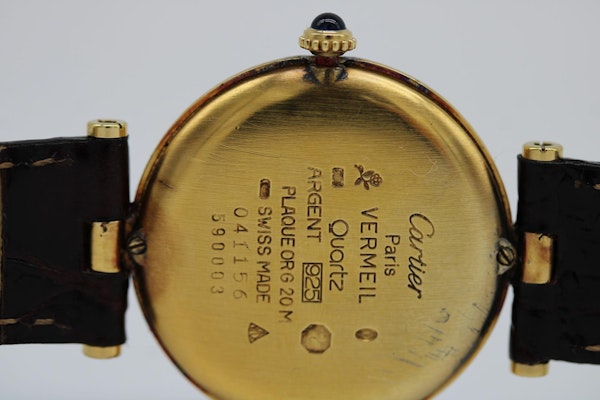 Cartier
Paris
VERMEIL
Quartz
ARGENT 925
PLAQUE OR G 20 M
SWISS MADE
041156
590003